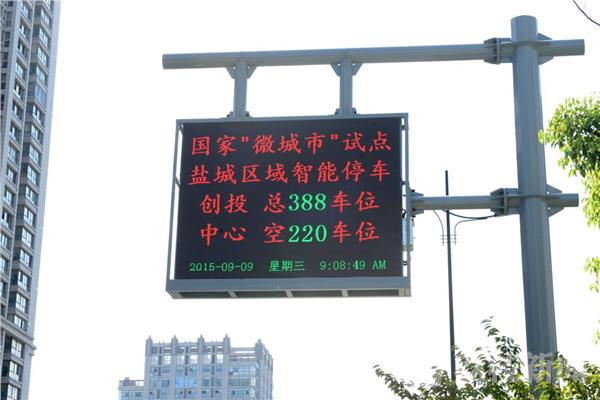 国家"徽城市"试点
盐城区域智能停车
创投 总388车位
中心 空220车位
2015-09-09 星期三 9:08:49 AM